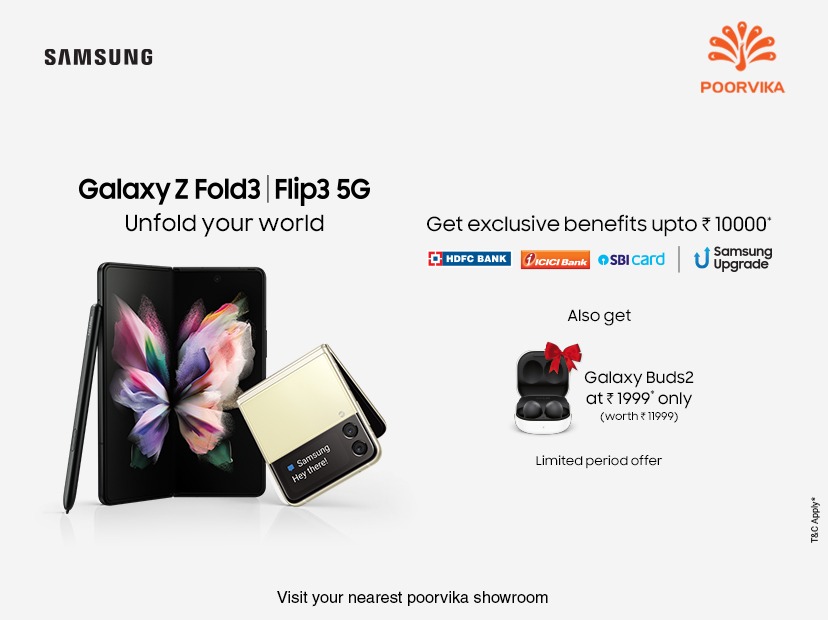 SAMSUNG
POORVIKA
Galaxy Z Fold3 | Flip3 5G
Unfold your world
Get exclusive benefits upto ₹ 10000*
HDFC BANK
ICICI Bank
SBI card
Samsung
Upgrade
Also get
Galaxy Buds2
at ₹ 1999* only
(worth ₹ 11999)
Samsung
Hey there!
Limited period offer
T&C Apply*
Visit your nearest poorvika showroom